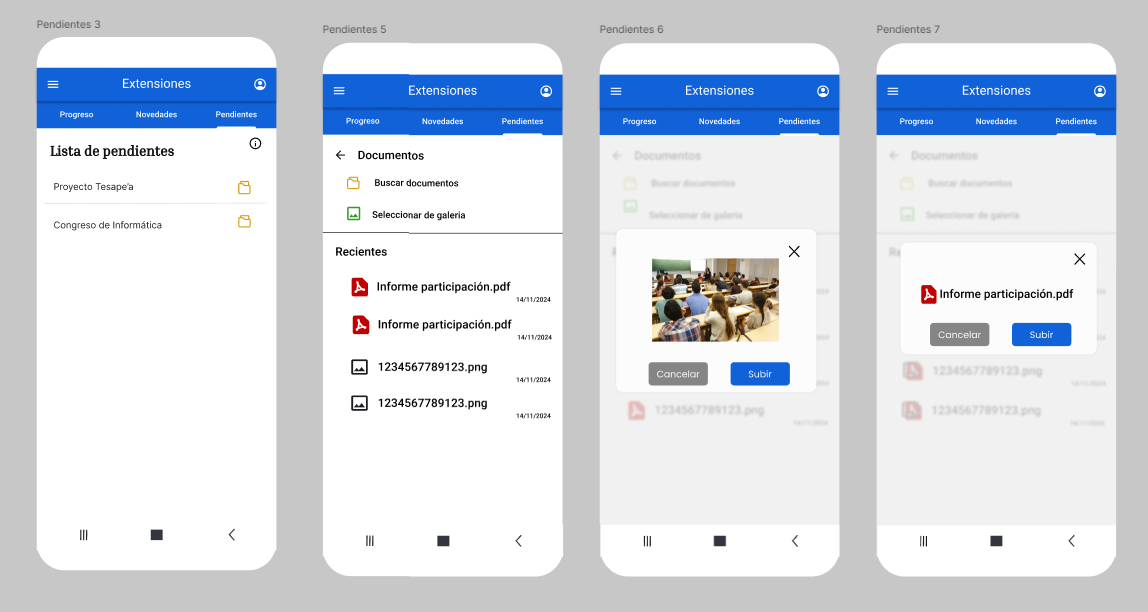 Pendientes 3
Extensiones
Progreso Novedades Pendientes
Lista de pendientes
Proyecto Tesape'a
Congreso de Informática
Pendientes 5
Extensiones
Progreso Novedades Pendientes
Documentos
Buscar documentos
Seleccionar de galeria
Recientes
Informe participación.pdf
14/11/2024
Informe participación.pdf
14/11/2024
1234567789123.png
14/11/2024
1234567789123.png
14/11/2024
Pendientes 6
Extensiones
Progreso Novedades Pendientes
Documentos
Buscar documentos
Seleccionar de galeria
Cancelar Subir
1234567789123.png
14/11/2024
Pendientes 7
Extensiones
Progreso Novedades Pendientes
Documentos
Buscar documentos
Seleccionar de galeria
Informe participación.pdf
Cancelar Subir
1234567789123.png
14/11/2024
1234567789123.png
14/11/2024